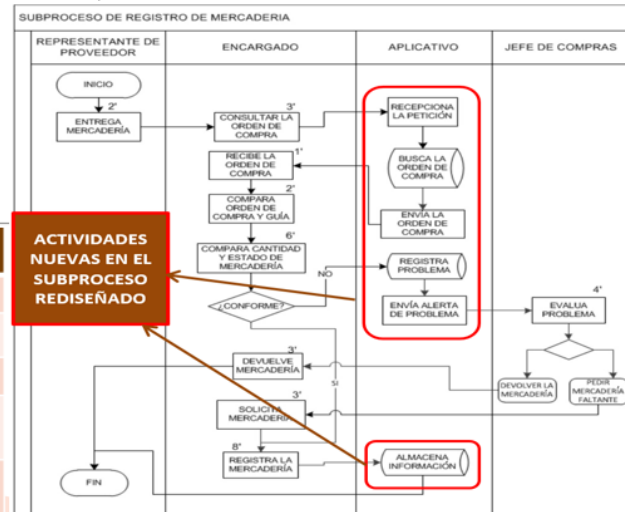 SUBPROCESO DE REGISTRO DE MERCADERIA
REPRESENTANTE DE
PROVEEDOR
ENCARGADO
APLICATIVO
JEFE DE COMPRAS
INICIO
2'
ENTREGA
MERCADERÍA
3'
CONSULTAR LA
ORDEN DE
COMPRA
RECEPCIONA
LA PETICIÓN
1'
RECIBE LA
ORDEN DE
COMPRA
BUSCA LA
ORDEN DE
COMPRA
2'
COMPARA
ORDEN DE
COMPRA Y GUÍA
ENVÍA LA
ORDEN DE
COMPRA
6'
COMPARA CANTIDAD
Y ESTADO DE
MERCADERÍA
ACTIVIDADES
NUEVAS EN EL
SUBPROCESO
REDISEÑADO
NO
REGISTRA
PROBLEMA
¿CONFORME?
ENVÍA ALERTA
DE PROBLEMA
4'
EVALUA
PROBLEMA
3'
DEVUELVE
MERCADERÍA
SI
DEVOLVER LA
MERCADERÍA
PEDIR
MERCADERÍA
FALTANTE
3'
SOLICITA
MERCADERÍA
8'
REGISTRA LA
MERCADERÍA
ALMACENA
INFORMACIÓN
FIN